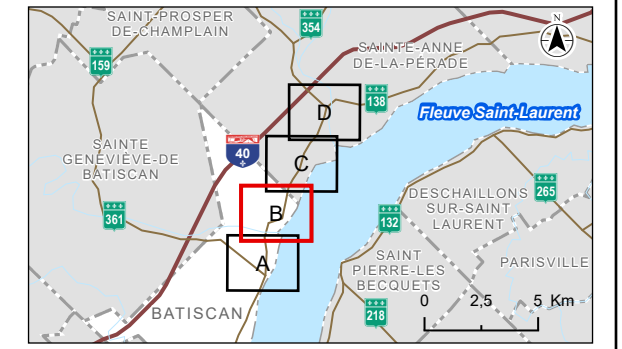 SAINT-PROSPER
DE-CHAMPLAIN
354
N
159
SAINTE-ANNE
DE-LA-PÉRADE
138
D
Fleuve Saint-Laurent
40
SAINTE
GENEVIÈVE-DE
BATISCAN
C
DESCHAILLONS
SUR-SAINT
LAURENT
265
361
B
132
A
SAINT
PIERRE-LES
BECQUETS
PARISVILLE
BATISCAN
218
0 2,5 5 Km